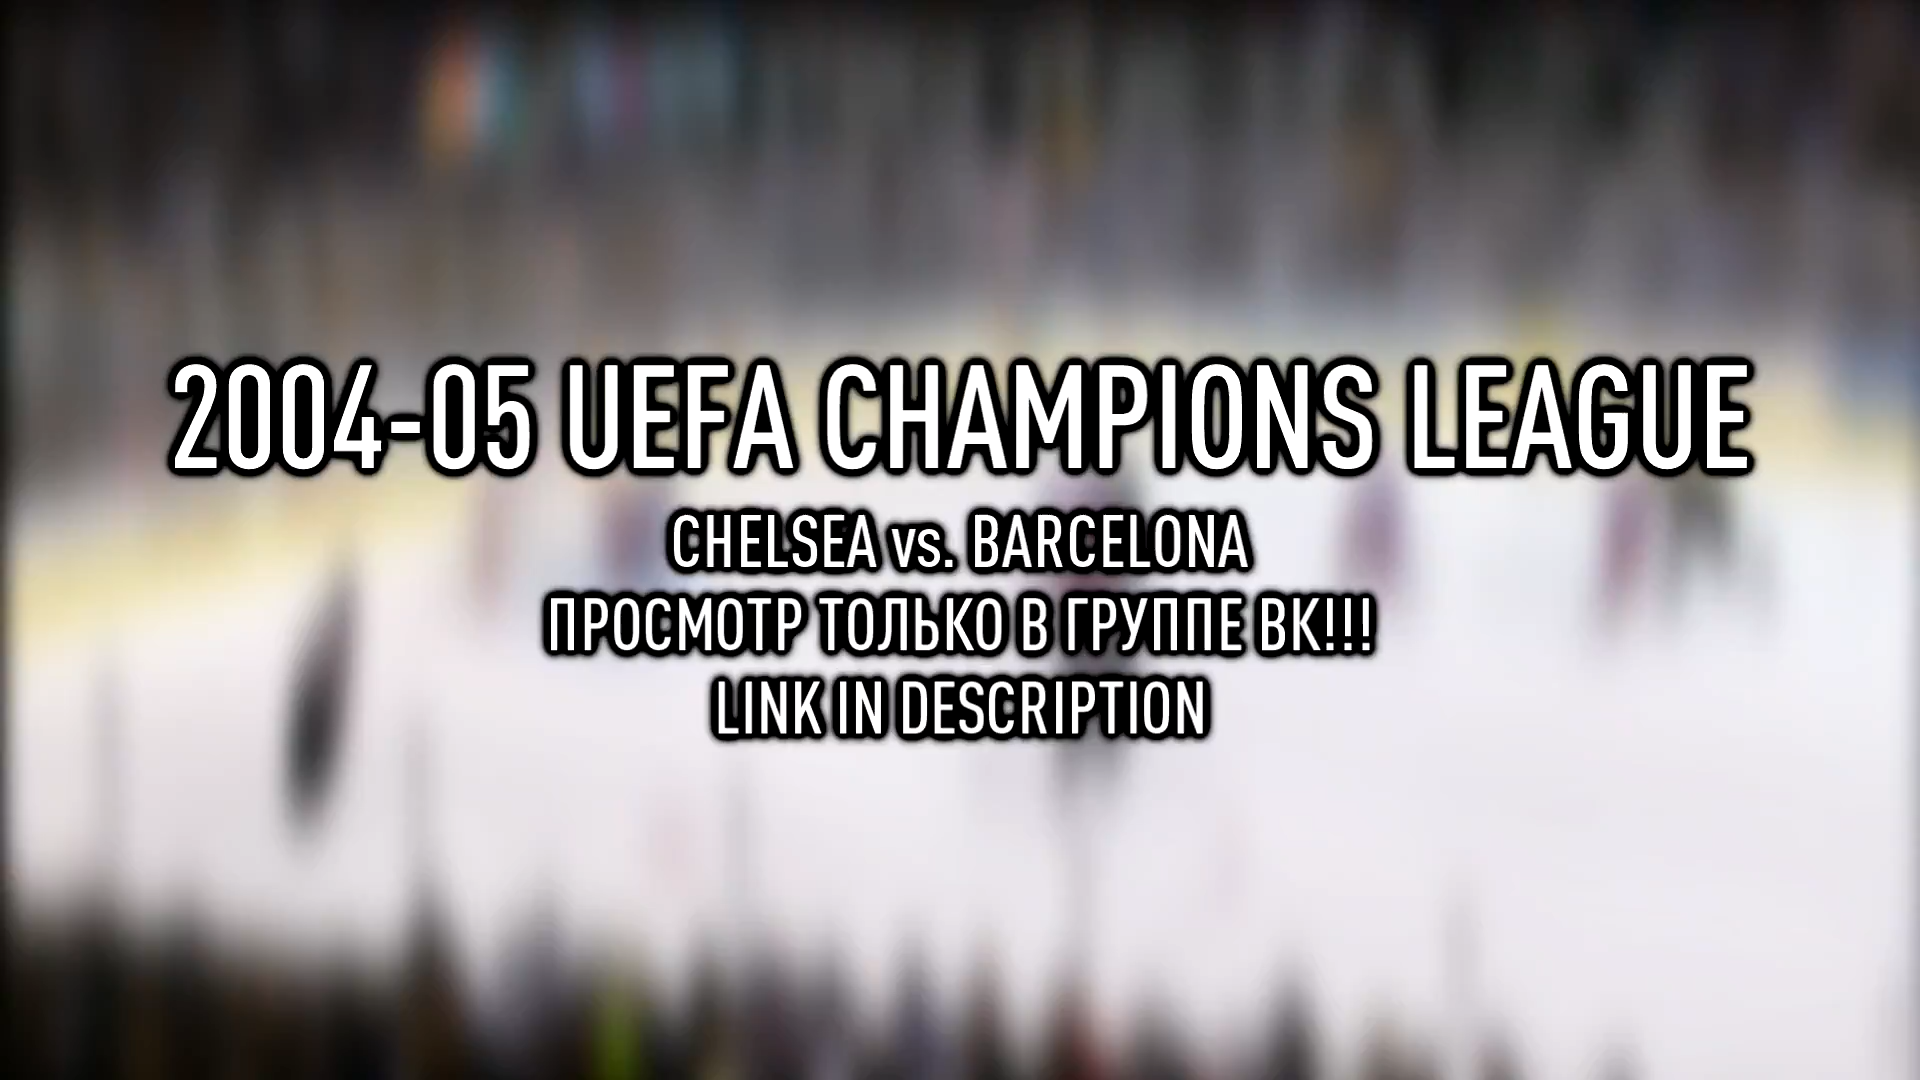 2004-05 UEFA CHAMPIONS LEAGUE
CHELSEA vs. BARCELONA
ПРОСМОТР ТОЛЬКО В ГРУППЕ ВК!!!
LINK IN DESCRIPTION